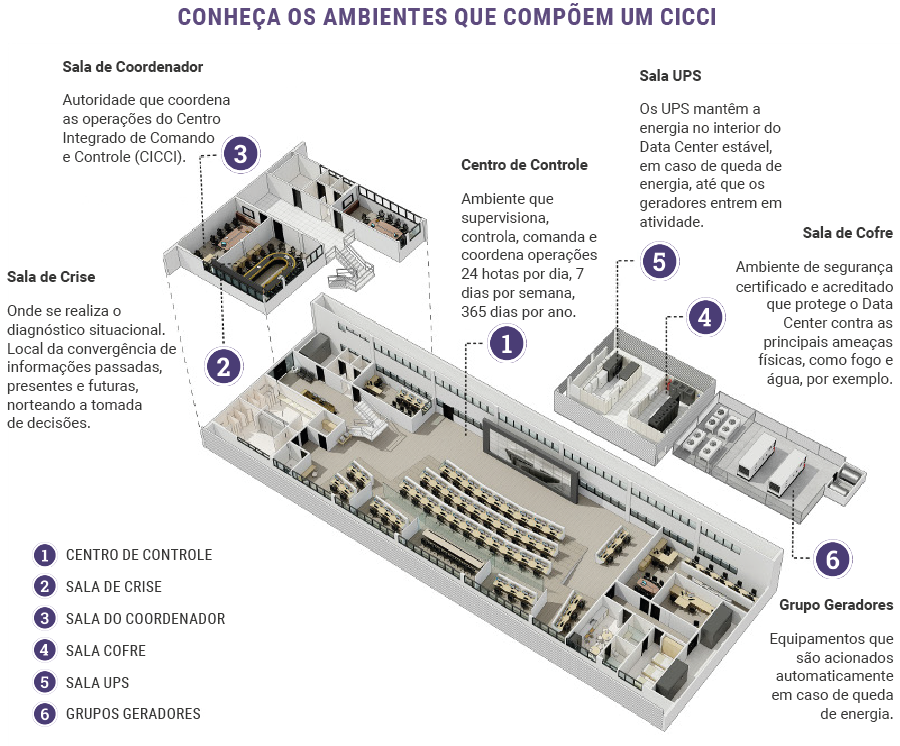 CONHEÇA OS AMBIENTES QUE COMPÕEM UM CICCI
Sala de Coordenador
Autoridade que coordena
as operações do Centro
Integrado de Comando
e Controle (CICCI).
3
Sala UPS
Os UPS mantêm a
energia no interior do
Data Center estável,
em caso de queda de
energia, até que os
geradores entrem em
atividade.
5
Centro de Controle
Ambiente que
supervisiona,
controla, comanda e
coordena operações
24 hotas por dia, 7
dias por semana,
365 dias por ano.
1
Sala de Cofre
Ambiente de segurança
certificado e acreditado
que protege o Data
Center contra as
principais ameaças
físicas, como fogo e
água, por exemplo.
4
Sala de Crise
Onde se realiza o
diagnóstico situacional.
Local da convergência de
informações passadas,
presentes e futuras,
norteando a tomada
de decisões.
2
6
Grupo Geradores
Equipamentos que
são acionados
automaticamente
em caso de queda
de energia.
1 CENTRO DE CONTROLE
2 SALA DE CRISE
3 SALA DO COORDENADOR
4 SALA COFRE
5 SALA UPS
6 GRUPOS GERADORES